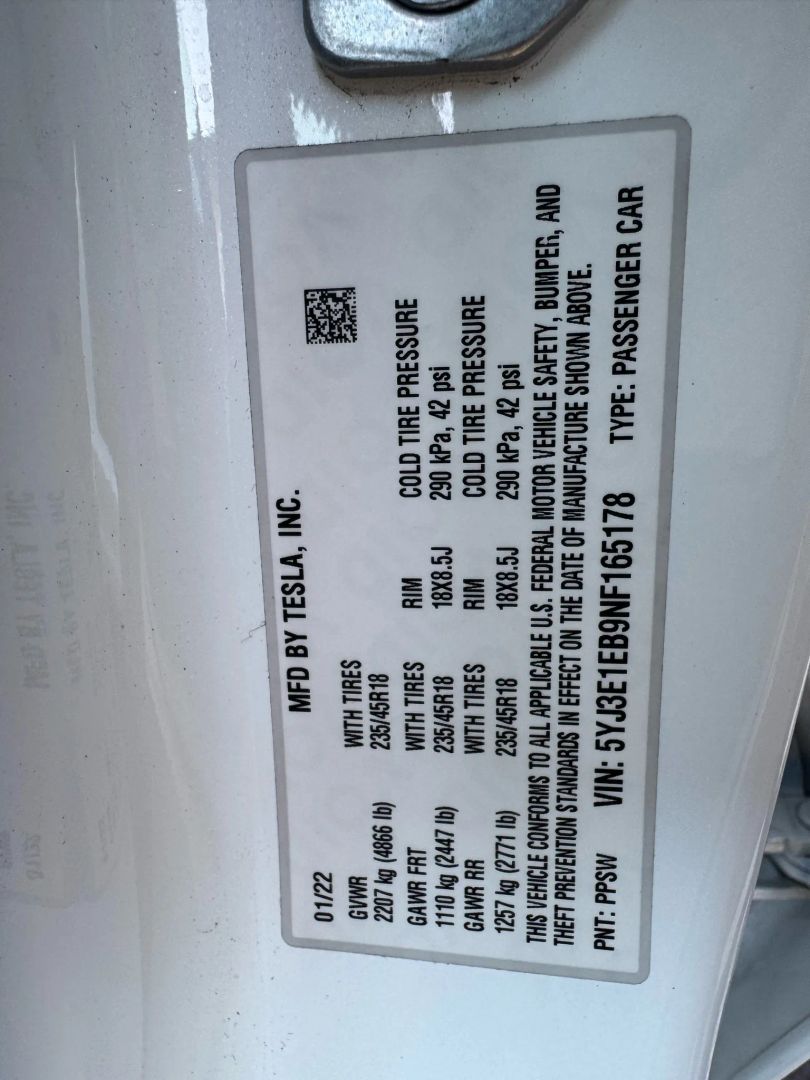 MFD BY TESLA, INC.
01/22
GVWR WITH TIRES
2207 kg (4866 lb) 235/45R18
GAWR FRT WITH TIRES RIM COLD TIRE PRESSURE
1110 kg (2447 lb) 235/45R18 18X8.5J 290 kPa, 42 psi
GAWR RR WITH TIRES RIM COLD TIRE PRESSURE
1257 kg (2771 lb) 235/45R18 18X8.5J 290 kPa, 42 psi
THIS VEHICLE CONFORMS TO ALL APPLICABLE U.S. FEDERAL MOTOR VEHICLE SAFETY, BUMPER, AND
THEFT PREVENTION STANDARDS IN EFFECT ON THE DATE OF MANUFACTURE SHOWN ABOVE.
PNT: PPSW VIN: 5YJ3E1EB9NF165178 TYPE: PASSENGER CAR